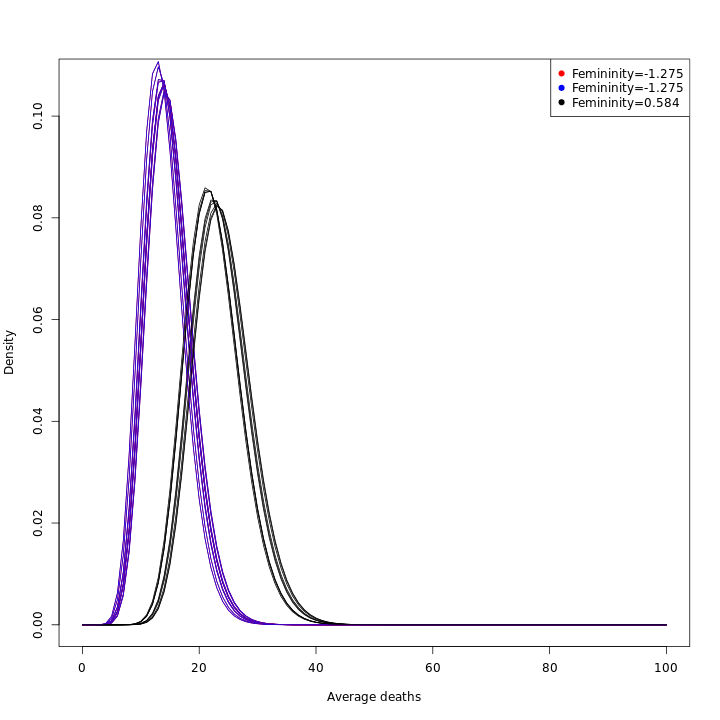 Femininity=-1.275
Femininity=-1.275
Femininity=0.584
0.10
0.08
0.06
0.04
0.02
0.00
Density
0 20 40 60 80 100
Average deaths